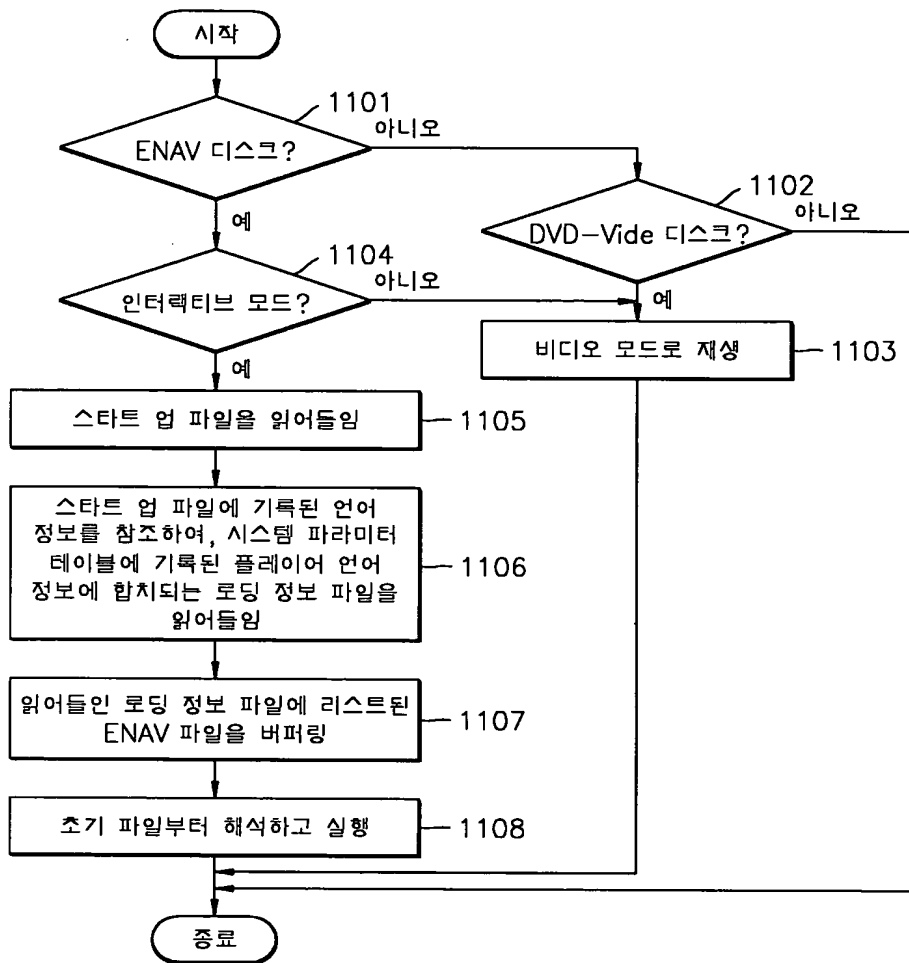 시작
1101
ENAV 디스크?
아니오
예
1102
DVD-Vide 디스크?
아니오
예
1104
인터랙티브 모드?
아니오
예
비디오 모드로 재생
1103
스타트 업 파일을 읽어들임
1105
스타트 업 파일에 기록된 언어
정보를 참조하여, 시스템 파라미터
테이블에 기록된 플레이어 언어
정보에 합치되는 로딩 정보 파일을
읽어들임
1106
읽어들인 로딩 정보 파일에 리스트된
ENAV 파일을 버퍼링
1107
초기 파일부터 해석하고 실행
1108
종료